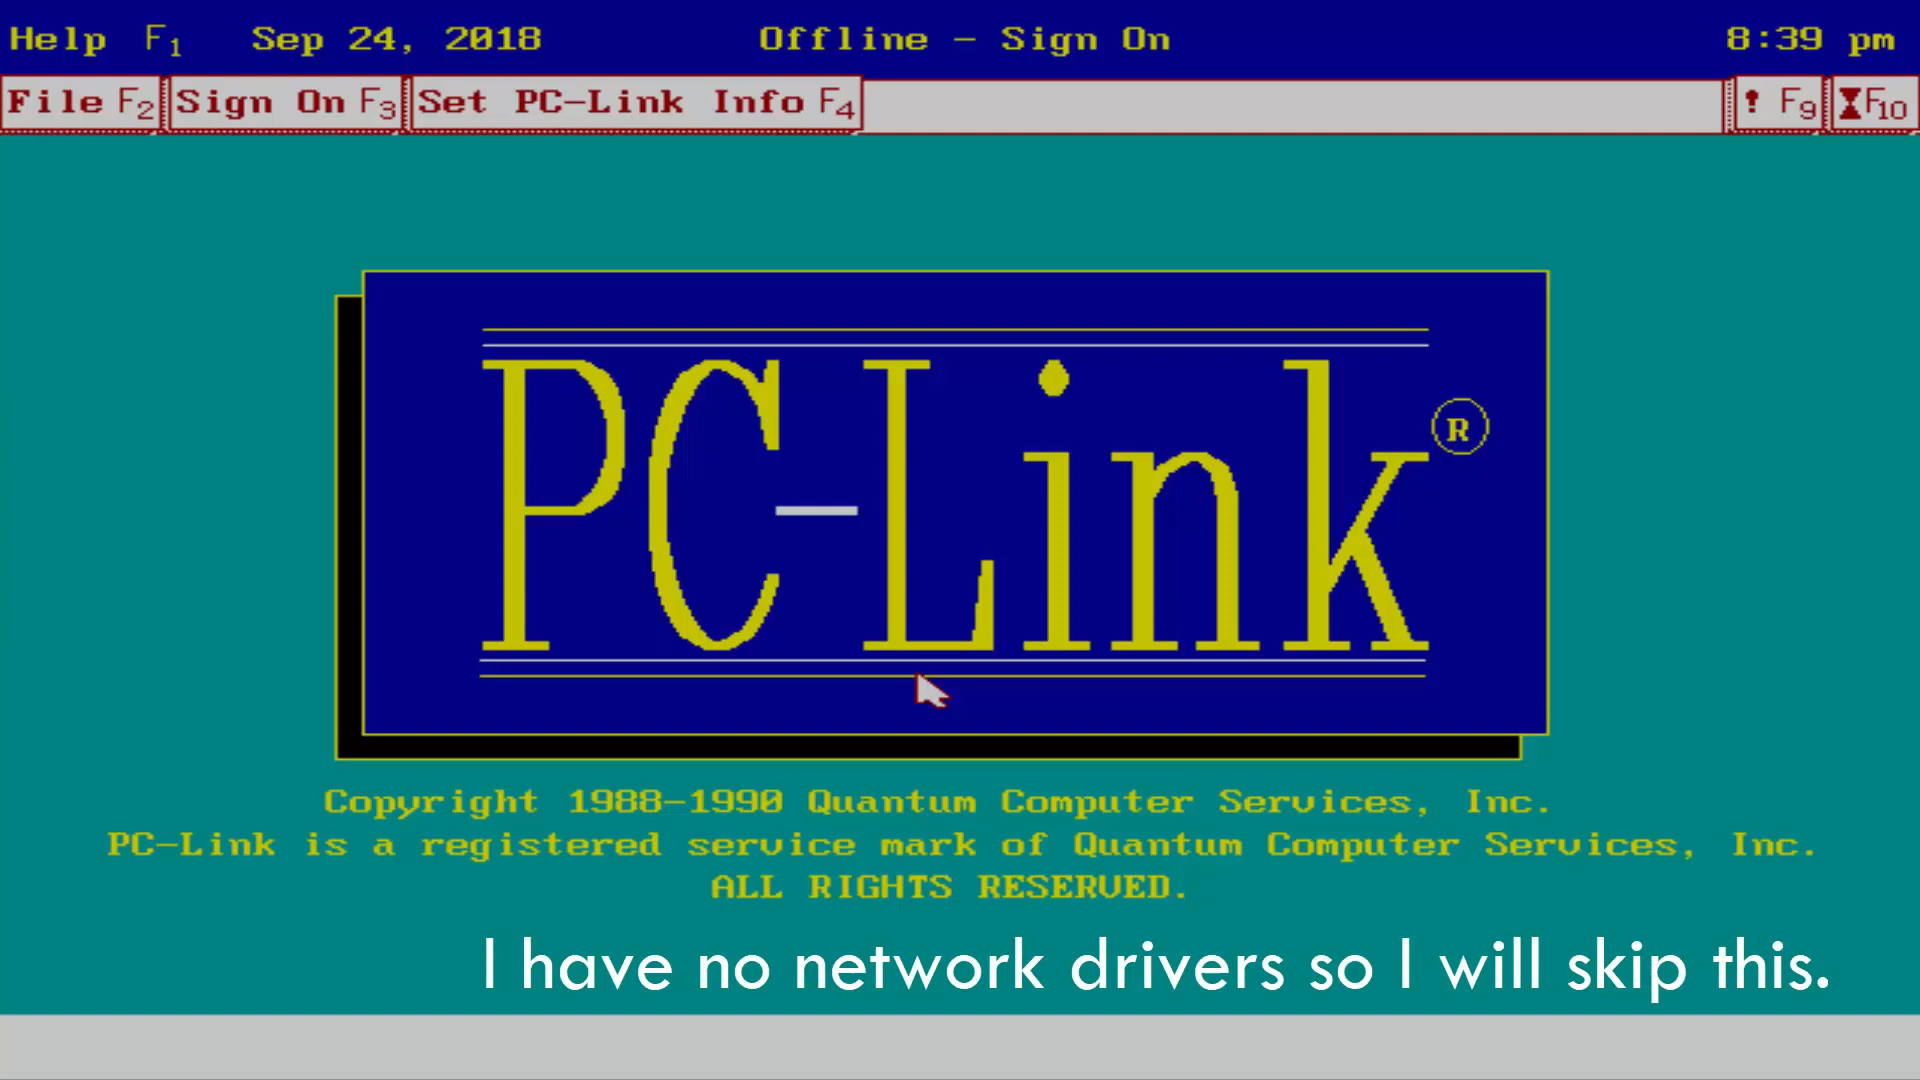 Help F1 Sep 24, 2018 Offline - Sign On 8:39 pm
File F2 Sign On F3 Set PC-Link Info F4 ! F9 F10
PC-Link®
Copyright 1988-1990 Quantum Computer Services, Inc.
PC-Link is a registered service mark of Quantum Computer Services, Inc.
ALL RIGHTS RESERVED.
I have no network drivers so I will skip this.